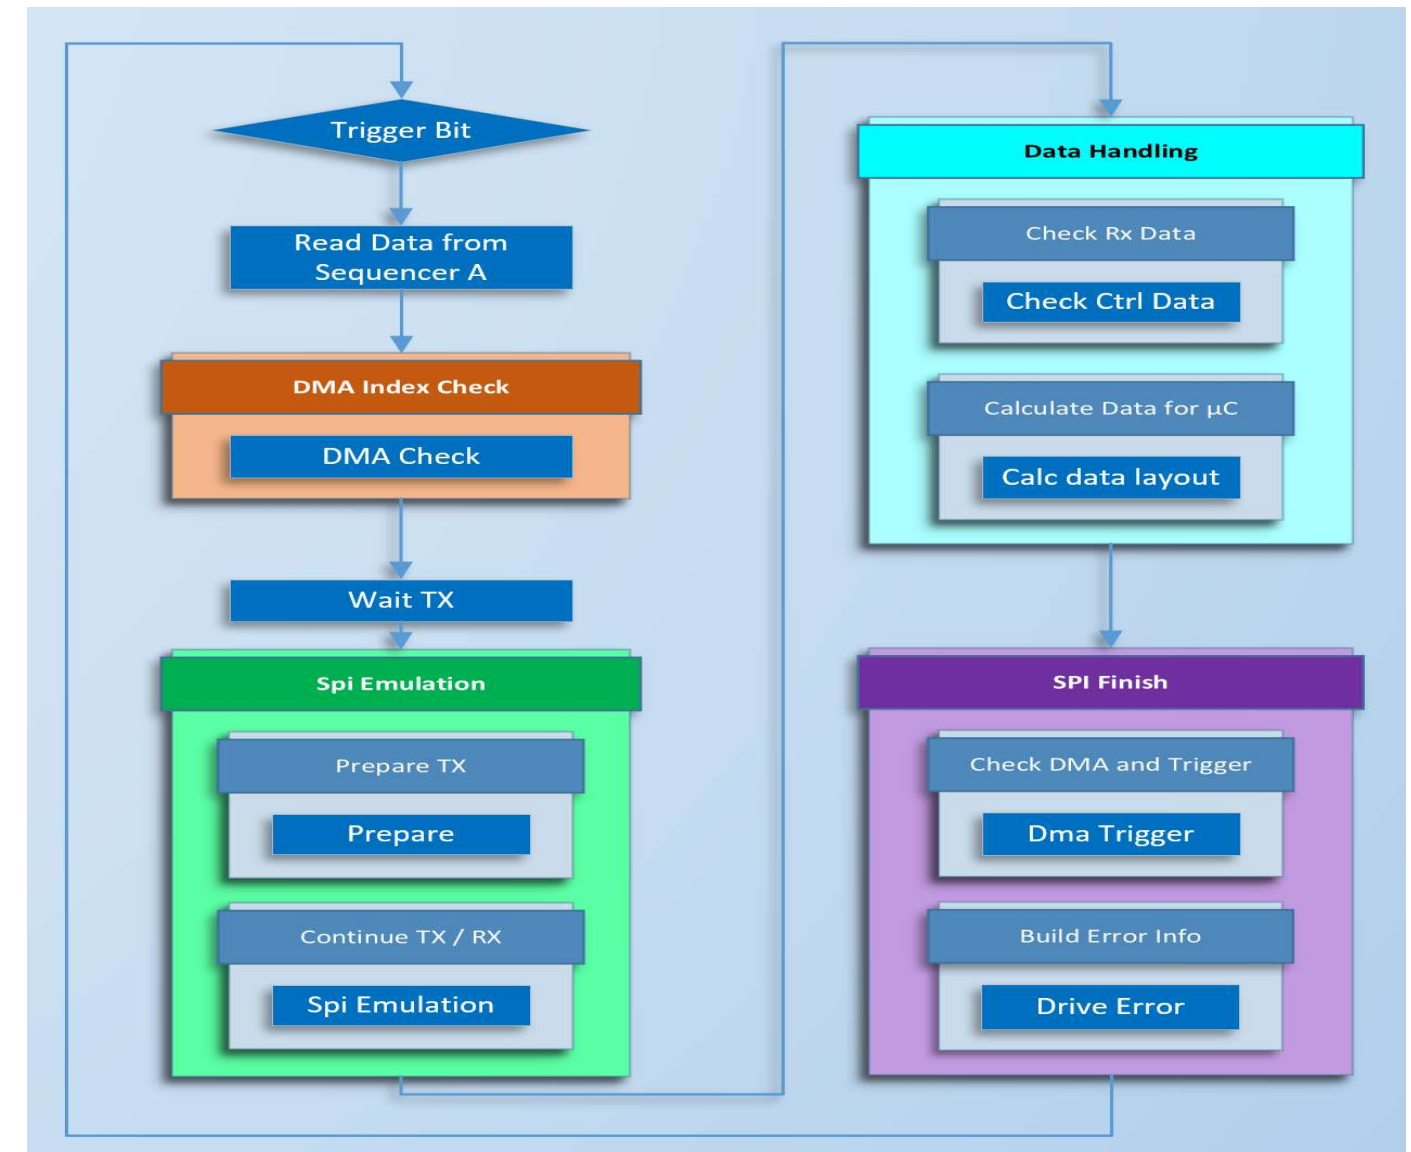 Trigger Bit
Read Data from
Sequencer A
DMA Index Check
DMA Check
Wait TX
Spi Emulation
Prepare TX
Prepare
Continue TX / RX
Spi Emulation
Data Handling
Check Rx Data
Check Ctrl Data
Calculate Data for µC
Calc data layout
SPI Finish
Check DMA and Trigger
Dma Trigger
Build Error Info
Drive Error